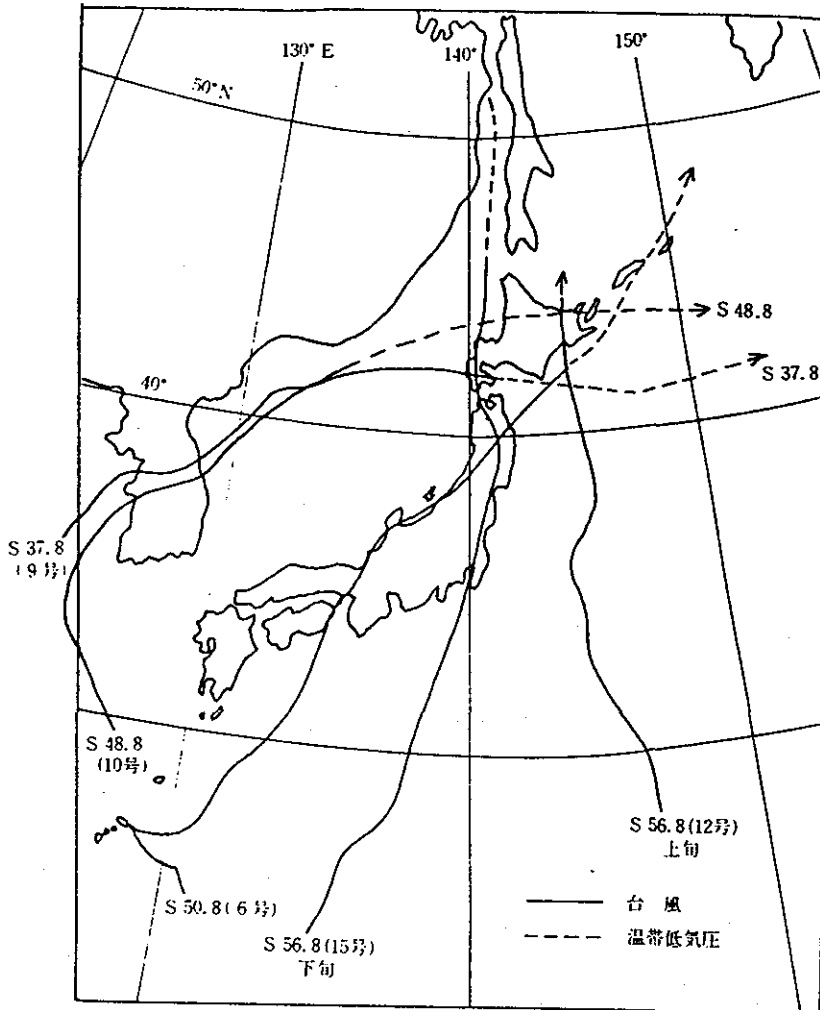 130° E
140°
150°
50°N
40°
S 48.8
S 37.8
S 37.8
(9号)
S 48.8
(10号)
S 50.8 (6号)
S 56.8 (15号)
下旬
S 56.8 (12号)
上旬
台風
温帯低気圧